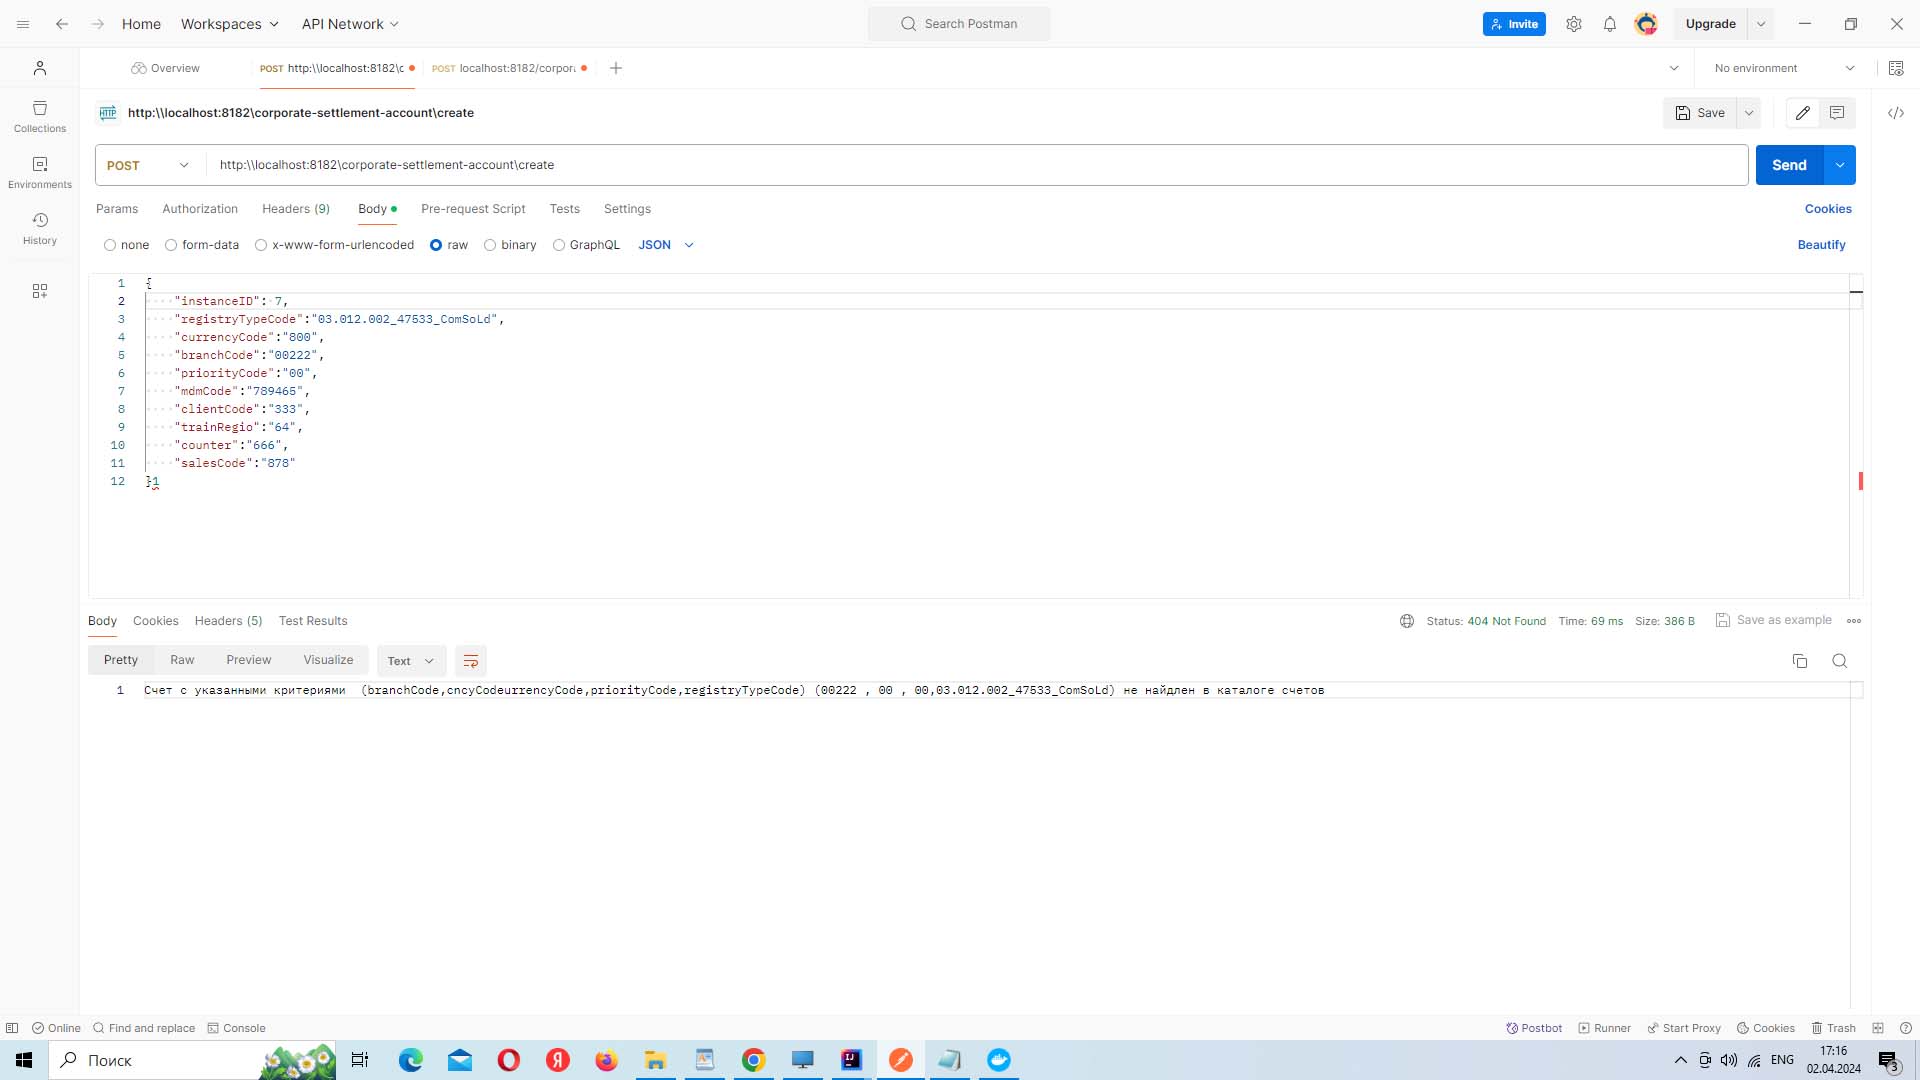 Home Workspaces API Network Search Postman Invite Upgrade
Overview POST http:\\localhost:8182\c POST localhost:8182/corpor No environment
HTTP http:\\localhost:8182\corporate-settlement-account\create Save
Collections
POST http:\\localhost:8182\corporate-settlement-account\create Send
Environments
Params Authorization Headers (9) Body Pre-request Script Tests Settings Cookies
History
none form-data x-www-form-urlencoded raw binary GraphQL JSON Beautify
1 {
2 "instanceID": 7,
3 "registryTypeCode":"03.012.002_47533_ComSoLd",
4 "currencyCode":"800",
5 "branchCode":"00222",
6 "priorityCode":"00",
7 "mdmCode":"789465",
8 "clientCode":"333",
9 "trainRegio":"64",
10 "counter":"666",
11 "salesCode":"878"
12 }1
Body Cookies Headers (5) Test Results Status: 404 Not Found Time: 69 ms Size: 386 B Save as example
Pretty Raw Preview Visualize Text
1 Счет с указанными критериями (branchCode,cncyCodeurrencyCode,priorityCode,registryTypeCode) (00222 , 00 , 00,03.012.002_47533_ComSoLd) не найден в каталоге счетов
Online Find and replace Console Postbot Runner Start Proxy Cookies Trash
Поиск ENG 17:16
02.04.2024 3